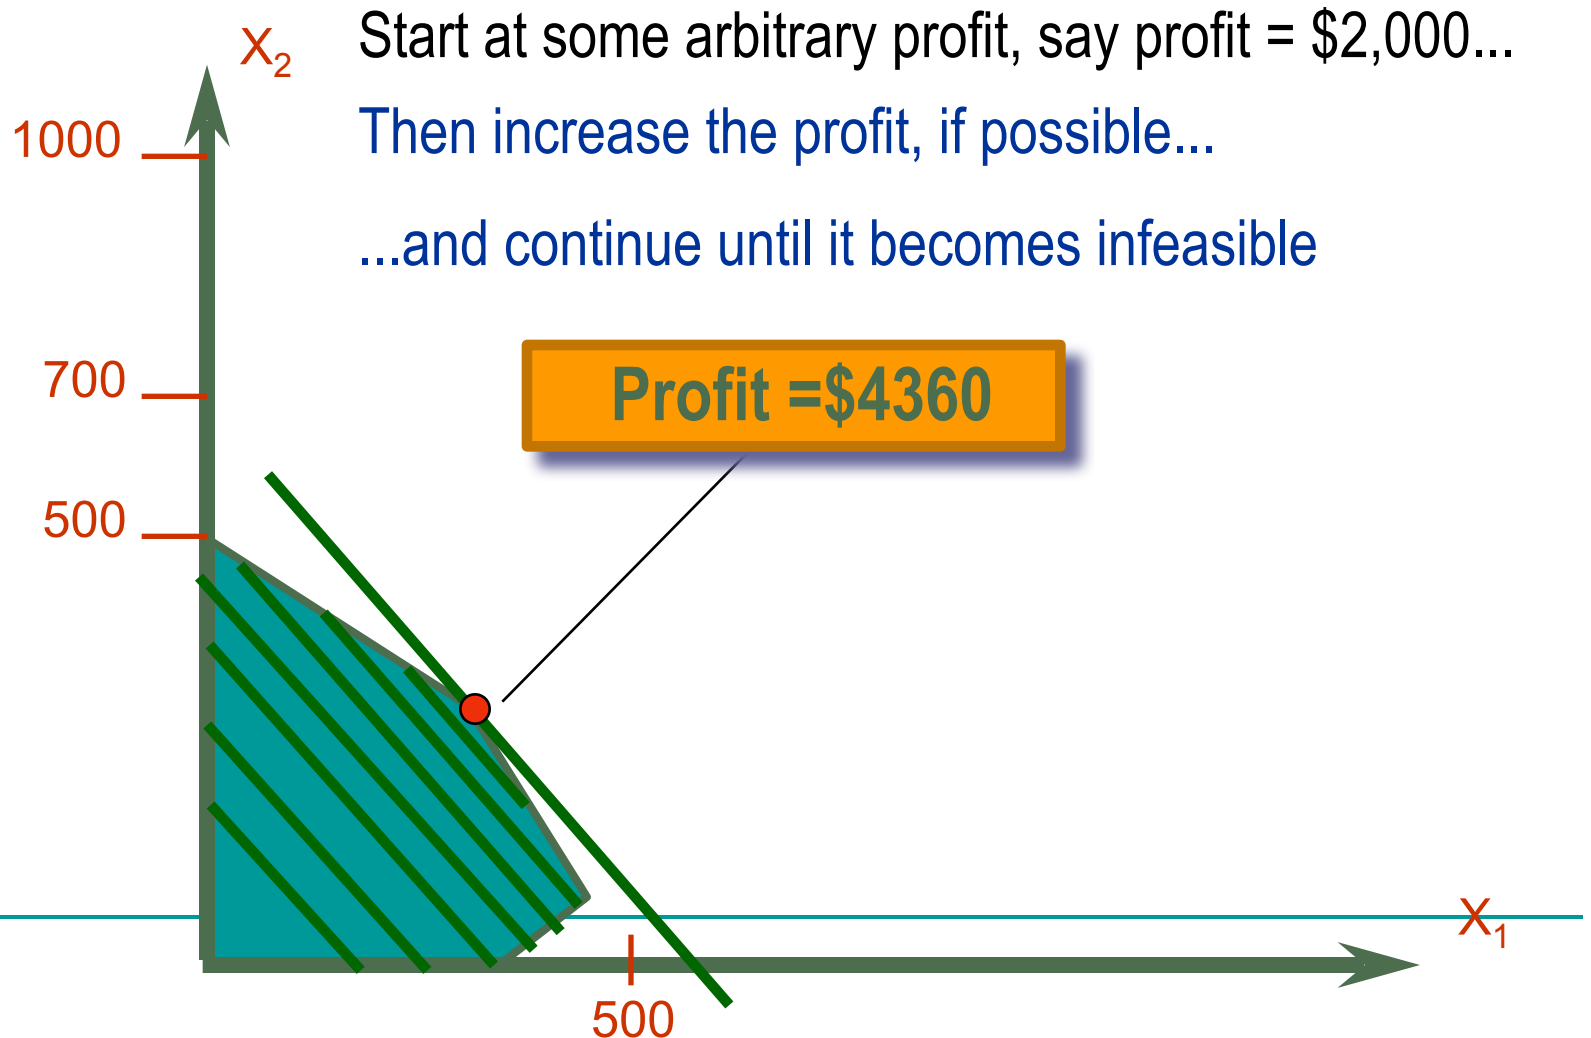 Start at some arbitrary profit, say profit = $2,000...
X₂
1000
Then increase the profit, if possible...
...and continue until it becomes infeasible
700
Profit =$4360
500
X₁
500